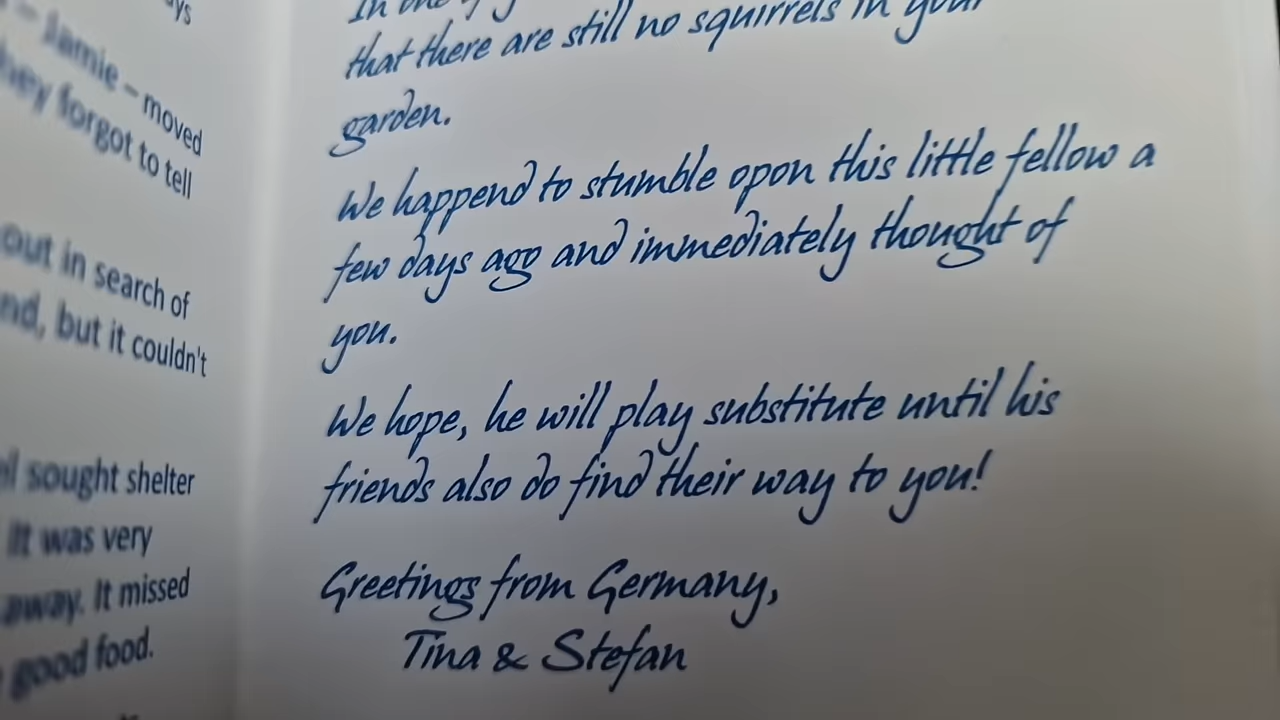 ys
– Jamie – moved
they forgot to tell
out in search of
but it couldn't
sought shelter
It was very
away. It missed
good food.
In one
that there are still no squirrels in your
garden.
We happend to stumble opon this little fellow a
few days ago and immediately thought of
you.
We hope, he will play substitute until his
friends also do find their way to you!
Greetings from Germany,
Tina & Stefan